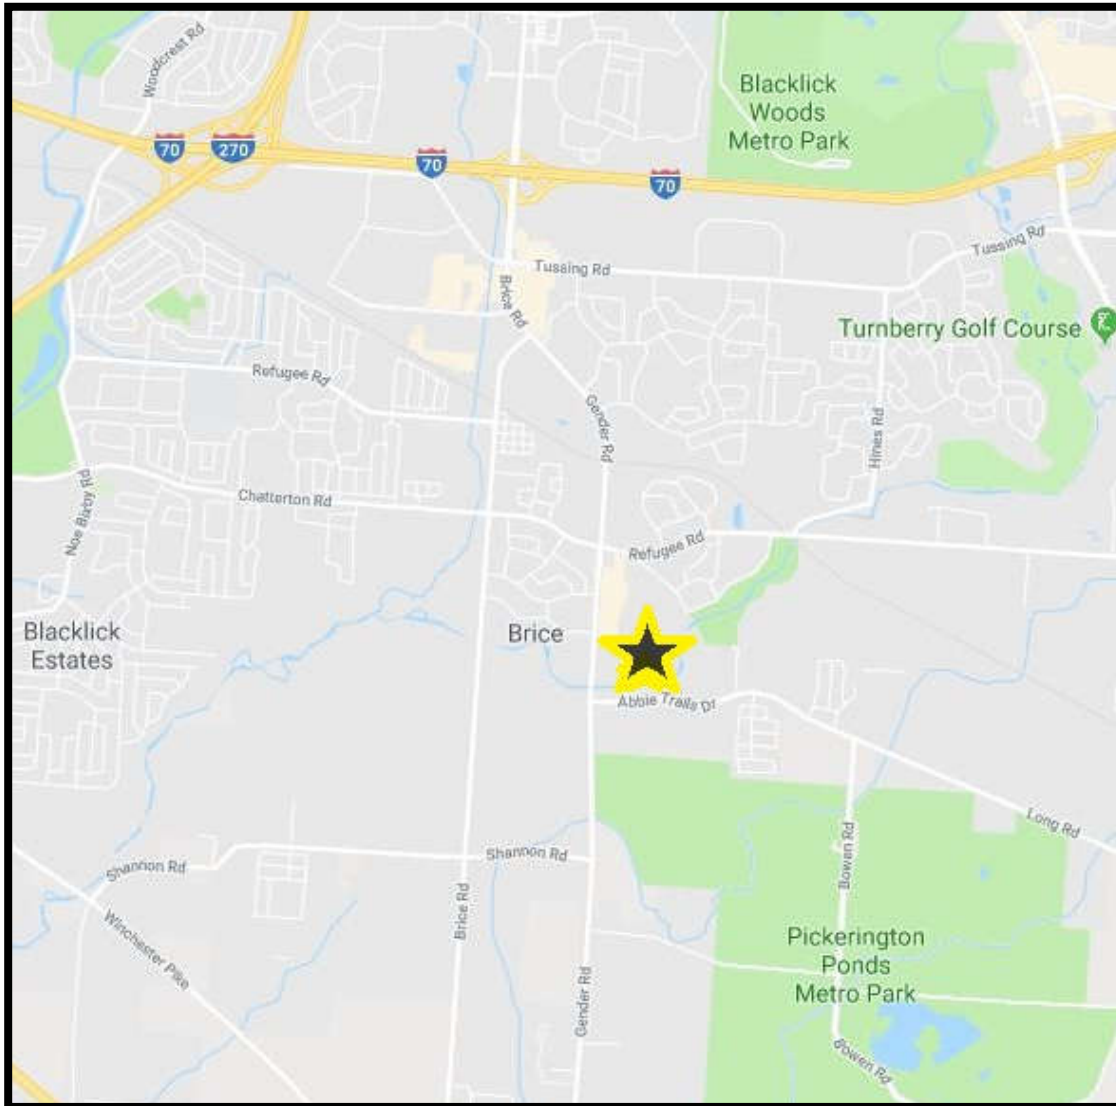 Woodcrest Rd
Blacklick
Woods
Metro Park
70
270
70
70
Tussing Rd
Tussing Rd
Brice Rd
Turnberry Golf Course
Refugee Rd
Gender Rd
Hines Rd
Noe Bixby Rd
Chatterton Rd
Refugee Rd
Blacklick
Estates
Brice
Abbie Trails Dr
Long Rd
Shannon Rd
Shannon Rd
Bowen Rd
Brice Rd
Winchester Pike
Pickerington
Ponds
Metro Park
Gender Rd
Bowen Rd